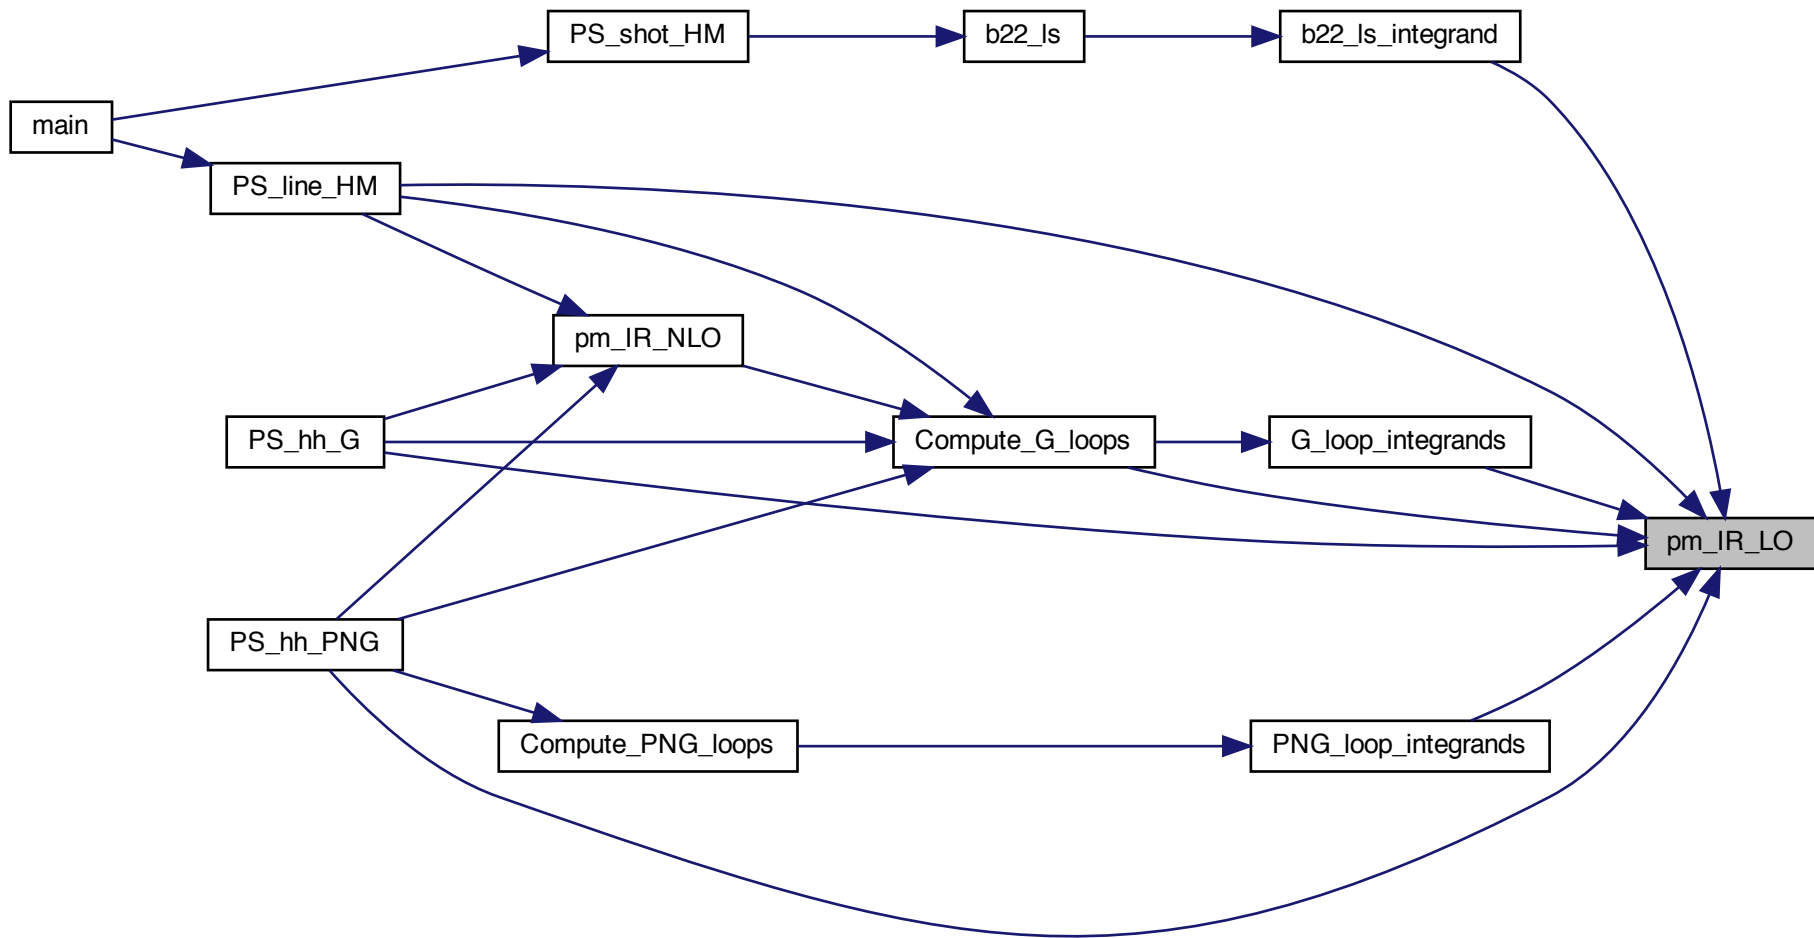 PS_shot_HM
b22_ls
b22_ls_integrand
main
PS_line_HM
pm_IR_NLO
PS_hh_G
Compute_G_loops
G_loop_integrands
pm_IR_LO
PS_hh_PNG
Compute_PNG_loops
PNG_loop_integrands